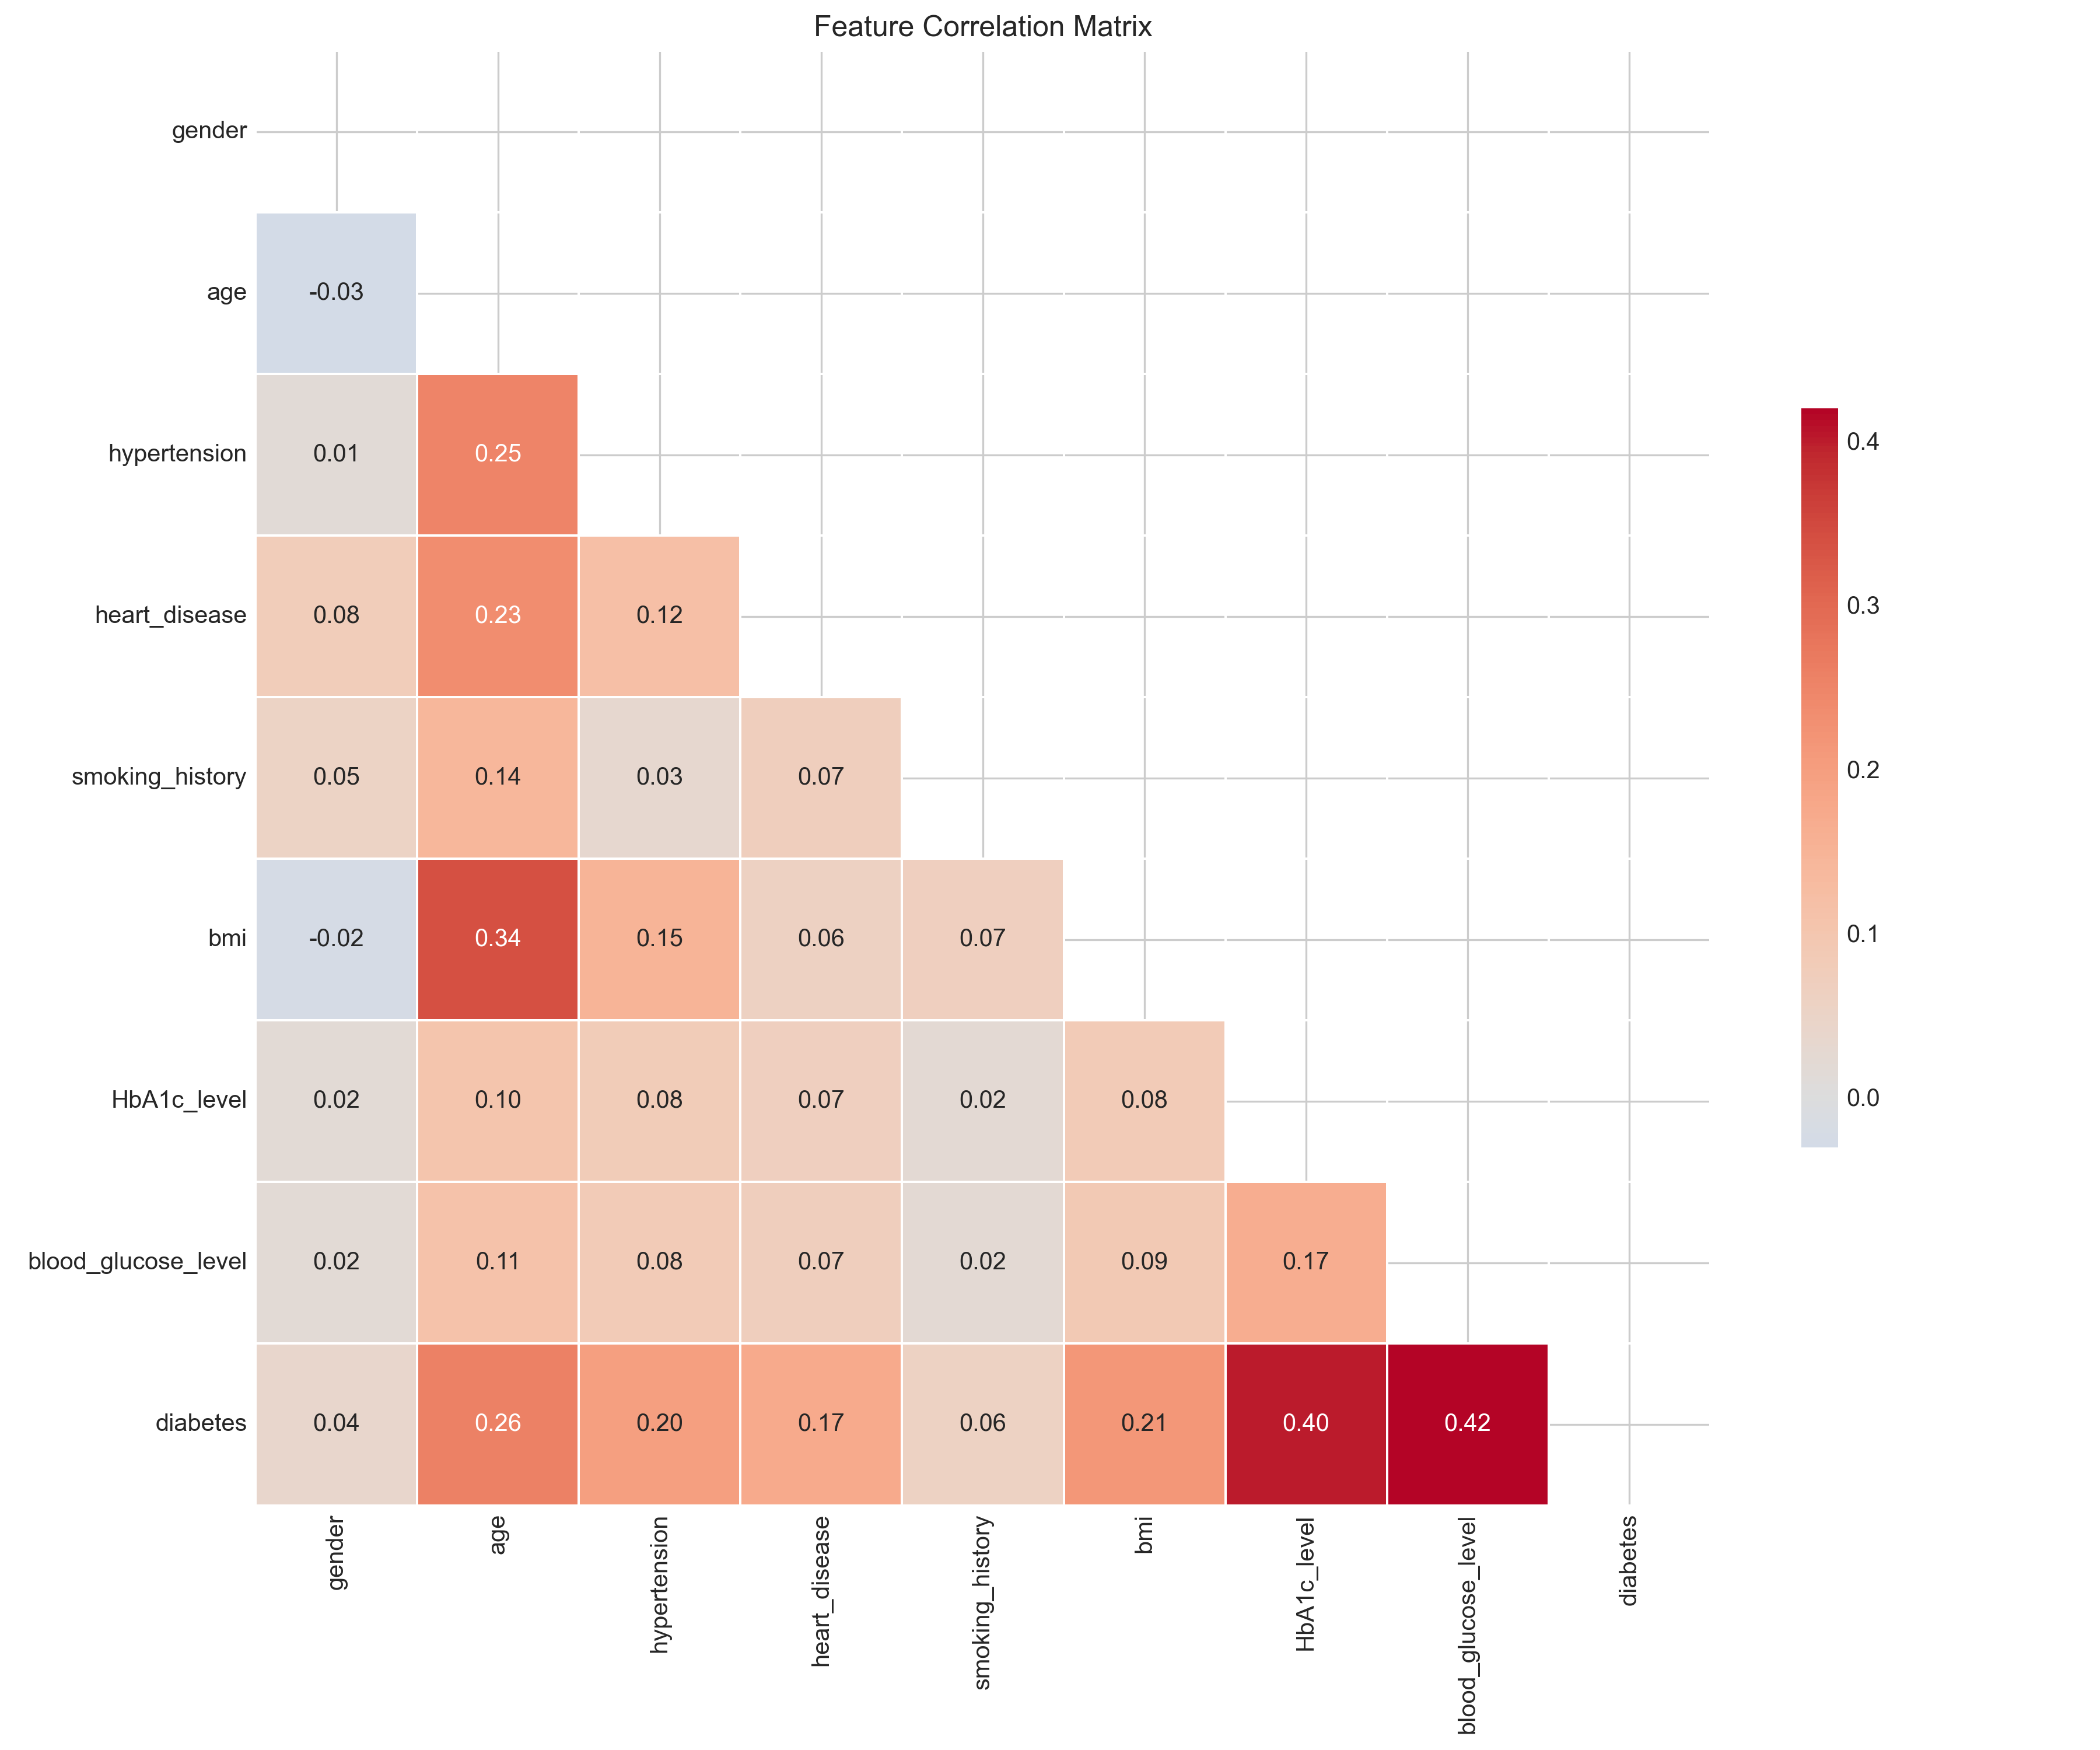 Feature Correlation Matrix
gender
age -0.03
hypertension 0.01 0.25
heart_disease 0.08 0.23 0.12
smoking_history 0.05 0.14 0.03 0.07
bmi -0.02 0.34 0.15 0.06 0.07
HbA1c_level 0.02 0.10 0.08 0.07 0.02 0.08
blood_glucose_level 0.02 0.11 0.08 0.07 0.02 0.09 0.17
diabetes 0.04 0.26 0.20 0.17 0.06 0.21 0.40 0.42
gender age hypertension heart_disease smoking_history bmi HbA1c_level blood_glucose_level diabetes
0.4
0.3
0.2
0.1
0.0